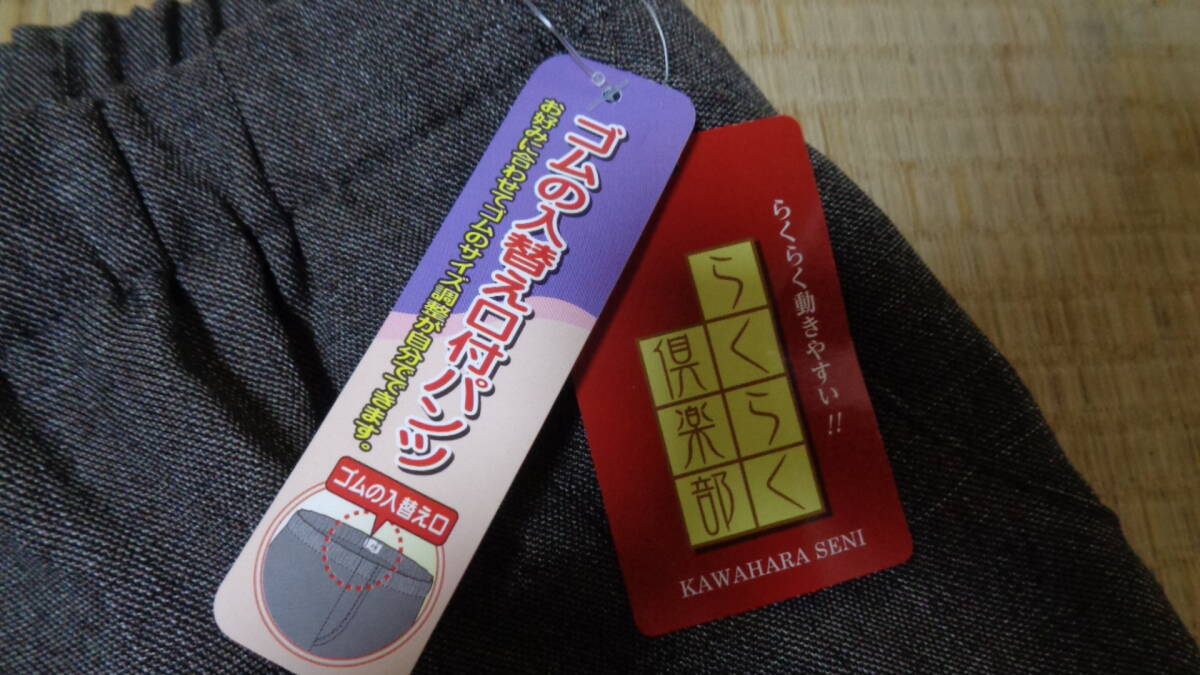 ゴムの入替え口付パンツ
お好みに合わせてゴムのサイズ調整が自分でできます。
ゴムの入替え口
らくらく動きやすい!!
らくらく
倶楽部
KAWAHARA SENI